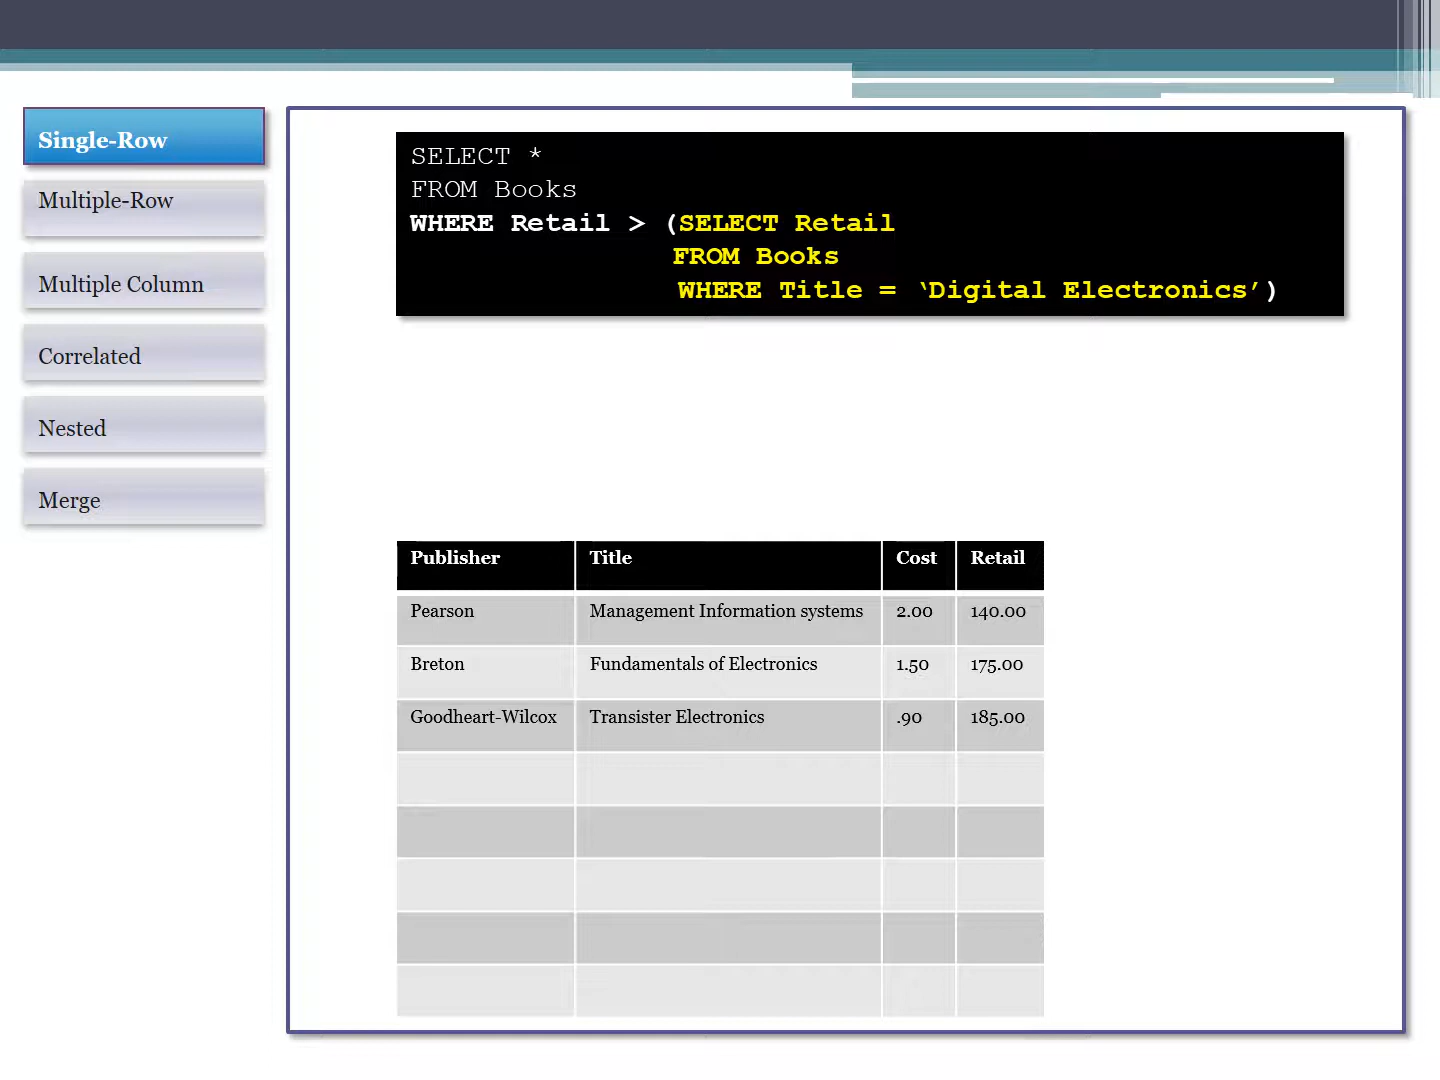 Single-Row
Multiple-Row
Multiple Column
Correlated
Nested
Merge
SELECT *
FROM Books
WHERE Retail > (SELECT Retail
FROM Books
WHERE Title = ‘Digital Electronics’)
Publisher Title Cost Retail
Pearson Management Information systems 2.00 140.00
Breton Fundamentals of Electronics 1.50 175.00
Goodheart-Wilcox Transister Electronics .90 185.00